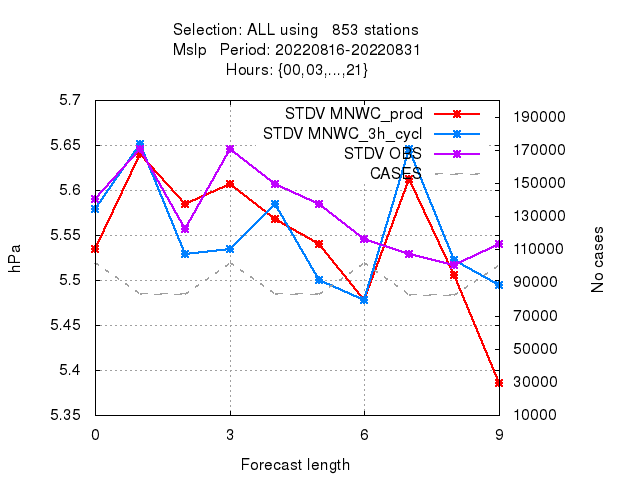 Selection: ALL using   853 stations
Mslp   Period: 20220816-20220831
Hours: {00,03,...,21}
STDV MNWC_prod
STDV MNWC_3h_cycl
STDV OBS
CASES
5.7
5.65
5.6
5.55
5.5
5.45
5.4
5.35
hPa
190000
170000
150000
130000
110000
90000
70000
50000
30000
10000
No cases
0 3 6 9
Forecast length